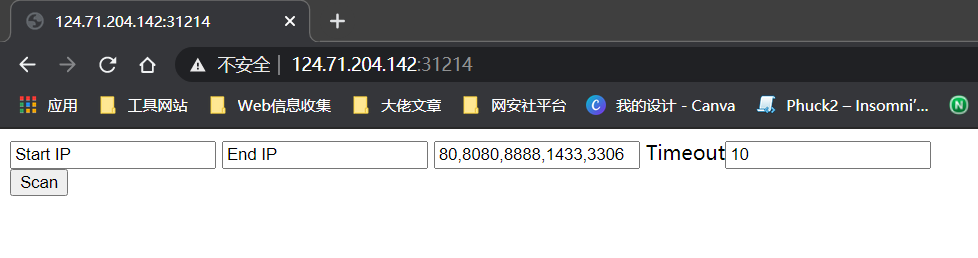 124.71.204.142:31214
不安全 | 124.71.204.142:31214
应用 工具网站 Web信息收集 大佬文章 网安社平台 C 我的设计 - Canva Phuck2 – Insomni'... N
Start IP End IP 80,8080,8888,1433,3306 Timeout 10
Scan